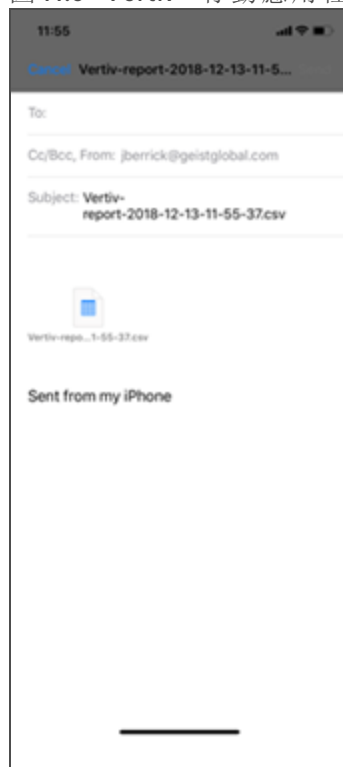 11:55
Cancel Vertiv-report-2018-12-13-11-5...
To:
Cc/Bcc, From: jberrick@geistglobal.com
Subject: Vertiv-
report-2018-12-13-11-55-37.csv
Vertiv-repo...1-55-37.csv
Sent from my iPhone